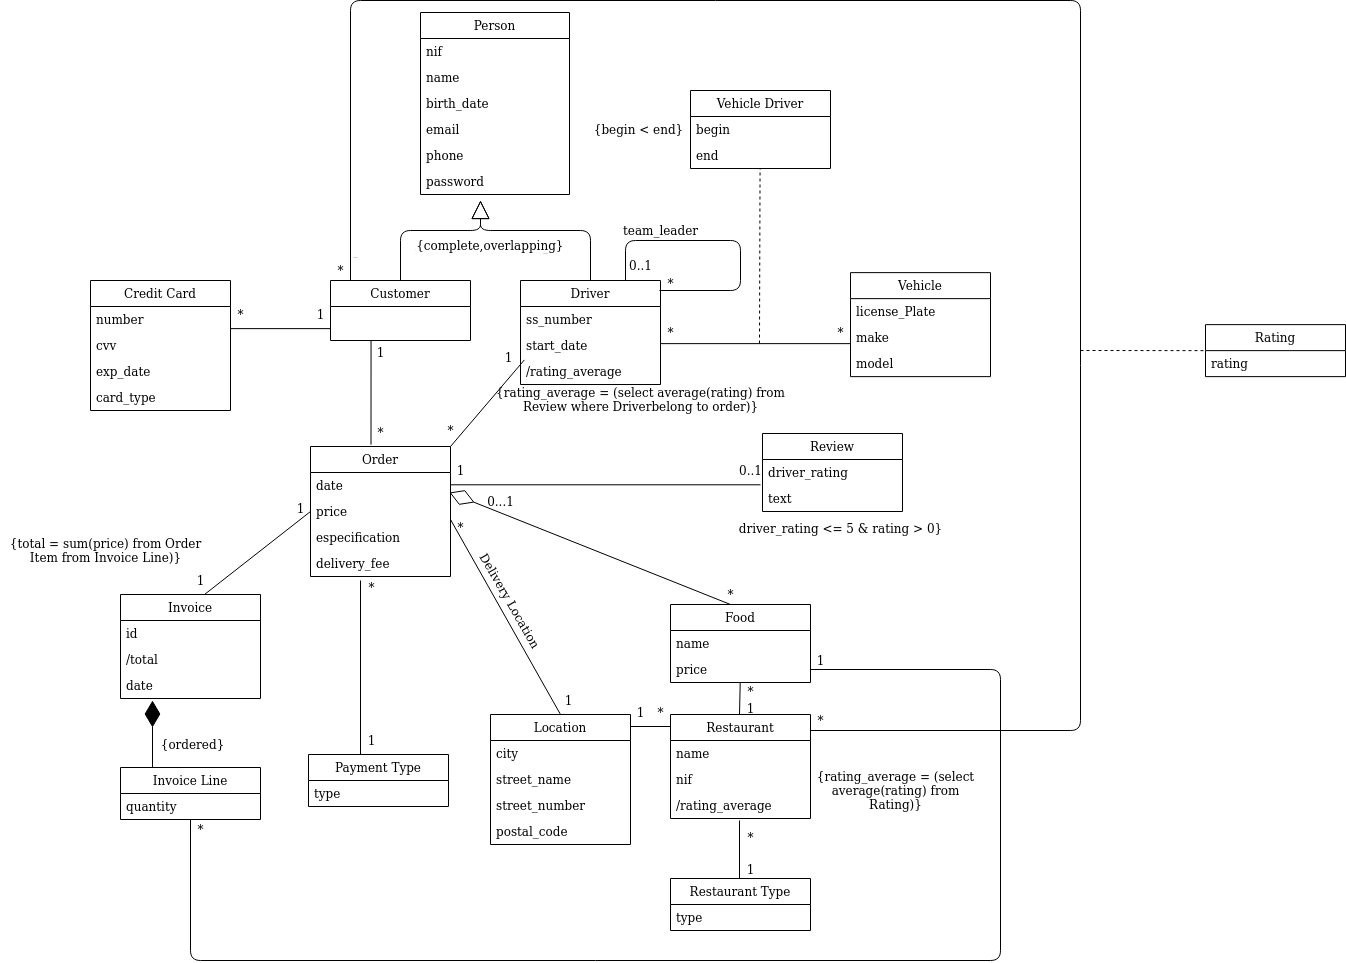 Person
nif
name
birth_date
email
phone
password
Vehicle Driver
begin
end
{begin < end}
{complete,overlapping}
team_leader
0..1
*
*
Credit Card
number
cvv
exp_date
card_type
*
1
Customer
Driver
ss_number
start_date
/rating_average
*
*
Vehicle
license_Plate
make
model
Rating
rating
1
1
{rating_average = (select average(rating) from
Review where Driverbelong to order)}
*
*
Order
date
price
especification
delivery_fee
1
0..1
Review
driver_rating
text
driver_rating <= 5 & rating > 0}
0...1
*
1
{total = sum(price) from Order
Item from Invoice Line)}
1
*
Delivery Location
*
Invoice
id
/total
date
Food
name
price
1
*
1
{ordered}
1
1
1
*
*
Location
city
street_name
street_number
postal_code
Restaurant
name
nif
/rating_average
{rating_average = (select
average(rating) from
Rating)}
Payment Type
type
Invoice Line
quantity
*
*
1
Restaurant Type
type